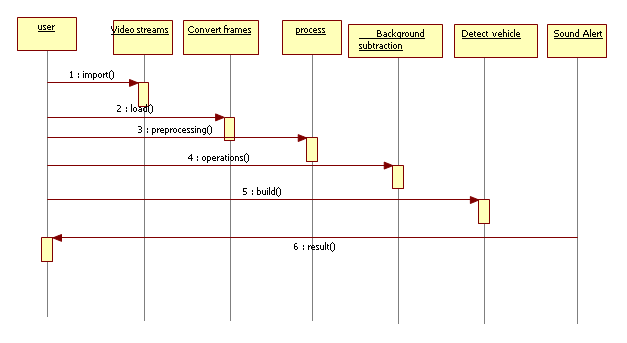 user
Video streams
Convert frames
process
Background
subtraction
Detect vehicle
Sound Alert
1 : import()
2 : load()
3 : preprocessing()
4 : operations()
5 : build()
6 : result()